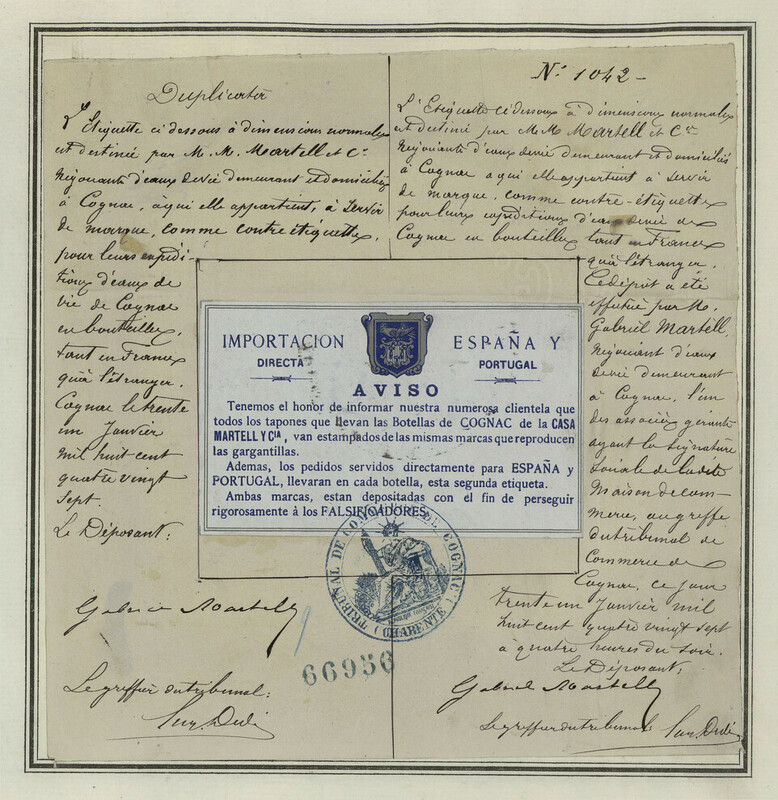 Duplicata
L'Etiquette ci dessous à dimensions normales
est destinée par M. M. Martell et Cie
Négociants d'eaux de vie demeurant et domiciliés
à Cognac, à qui elle appartient, à servir
de marque, comme contre étiquette,
pour leurs expédi-
tions d'eaux de
vie de Cognac
en bouteilles,
tant en France
qu'à l'étranger.
Cognac le trente
un Janvier
mil huit cent
quatre vingt
sept.
Le Déposant:
Gabriel Martell
Le greffier du tribunal:
No 1042 -
L'Etiquette ci dessous à dimensions normales
est destiné par M M Martell et Cie
Négociants d'eaux de vie demeurant et domiciliés
à Cognac à qui elle appartient à servir
de marque, comme contre-étiquette
pour leurs expéditions d'eaux de vie de
Cognac en bouteilles tant en France
qu'à l'étranger.
Ce dépôt a été
effectué par M.
Gabriel Martell,
Négociant d'eaux
de vie demeurant
à Cognac, l'un
des associés gérants
ayant la signature
sociale de la dite
Maison de com-
merce, au greffe
du tribunal de
Commerce de
Cognac, ce jour
trente un Janvier mil
huit cent quatre vingt sept
à quatre heures du soir.
Le Déposant:
Gabriel Martell
Le greffier du tribunal:
IMPORTACION ESPAÑA Y
DIRECTA PORTUGAL
AVISO
Tenemos el honor de informar nuestra numerosa clientela que
todos los tapones que llevan las Botellas de COGNÁC de la CASA
MARTELL Y CIA, van estampados de las mismas marcas que reproducen
las gargantillas.
Ademas, los pedidos servidos directamente para ESPAÑA y
PORTUGAL, llevaran en cada botella, esta segunda etiqueta.
Ambas marcas, estan depositadas con el fin de perseguir
rigorosamente à los FALSIFICADORES.
TRIBUNAL DE COMMERCE DE COGNAC
(CHARENTE)
66956